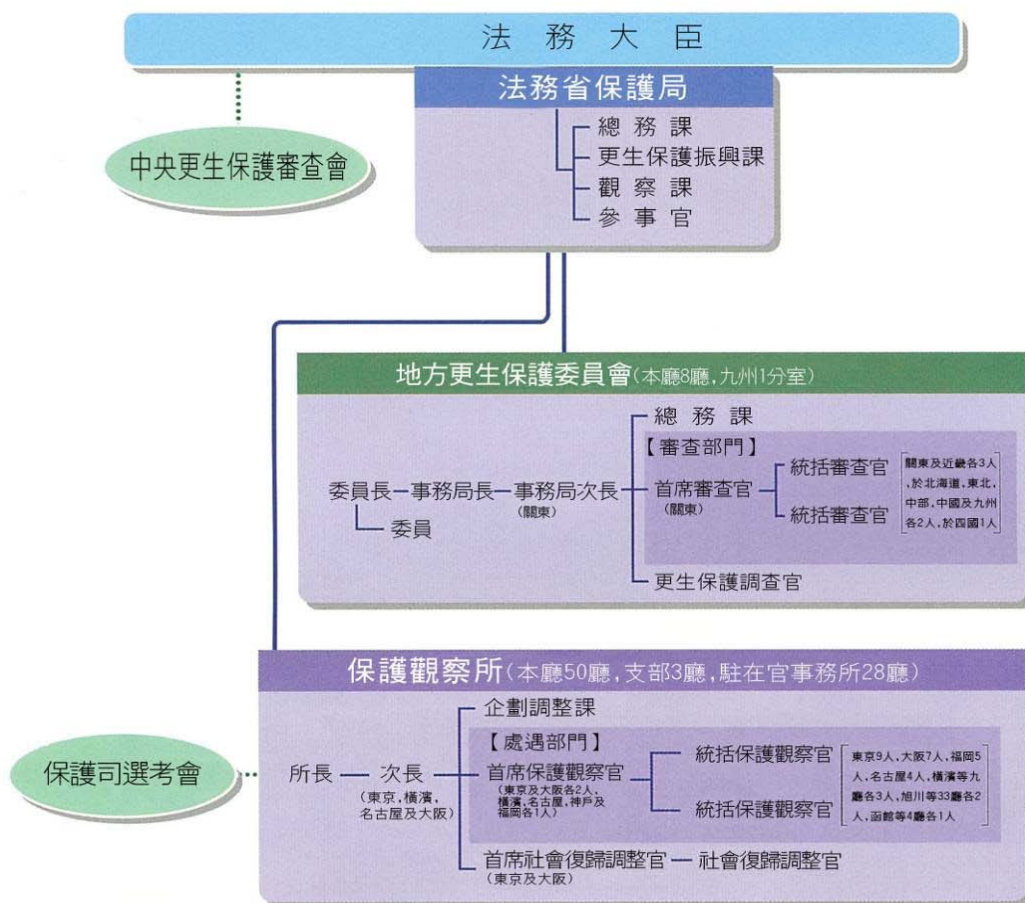 法務大臣
法務省保護局
總務課
更生保護振興課
觀察課
參事官
中央更生保護審查會
地方更生保護委員會(本廳8廳,九州1分室)
總務課
【審查部門】
委員長
事務局長
事務局次長
(關東)
委員
首席審查官
(關東)
統括審查官
統括審查官
關東及近畿各3人
,於北海道,東北,
中部,中國及九州
各2人,於四國1人
更生保護調查官
保護觀察所(本廳50廳,支部3廳,駐在官事務所28廳)
保護司選考會
所長
次長
(東京,橫濱,
名古屋及大阪)
企劃調整課
【處遇部門】
首席保護觀察官
(東京及大阪各2人,
橫濱,名古屋,神戶及
福岡各1人)
統括保護觀察官
統括保護觀察官
東京9人,大阪7人,福岡5
人,名古屋4人,橫濱等九
廳各3人,旭川等33廳各2
人,函館等4廳各1人
首席社會復歸調整官
(東京及大阪)
社會復歸調整官